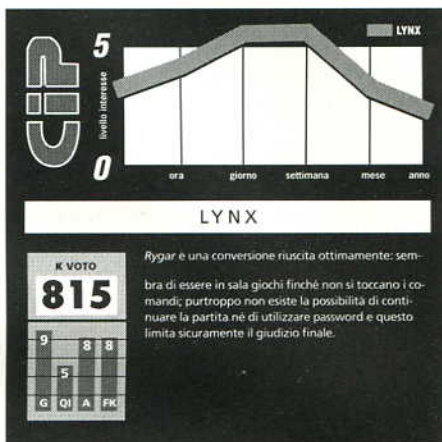 LYNX
CIP
5
livello interesse
0
ora giorno settimana mese anno
LYNX
K VOTO
815
9 5 8 8
G QI A FK
Rygar è una conversione riuscita ottimamente: sem-
bra di essere in sala giochi finché non si toccano i co-
mandi; purtroppo non esiste la possibilità di conti-
nuare la partita né di utilizzare password e questo
limita sicuramente il giudizio finale.